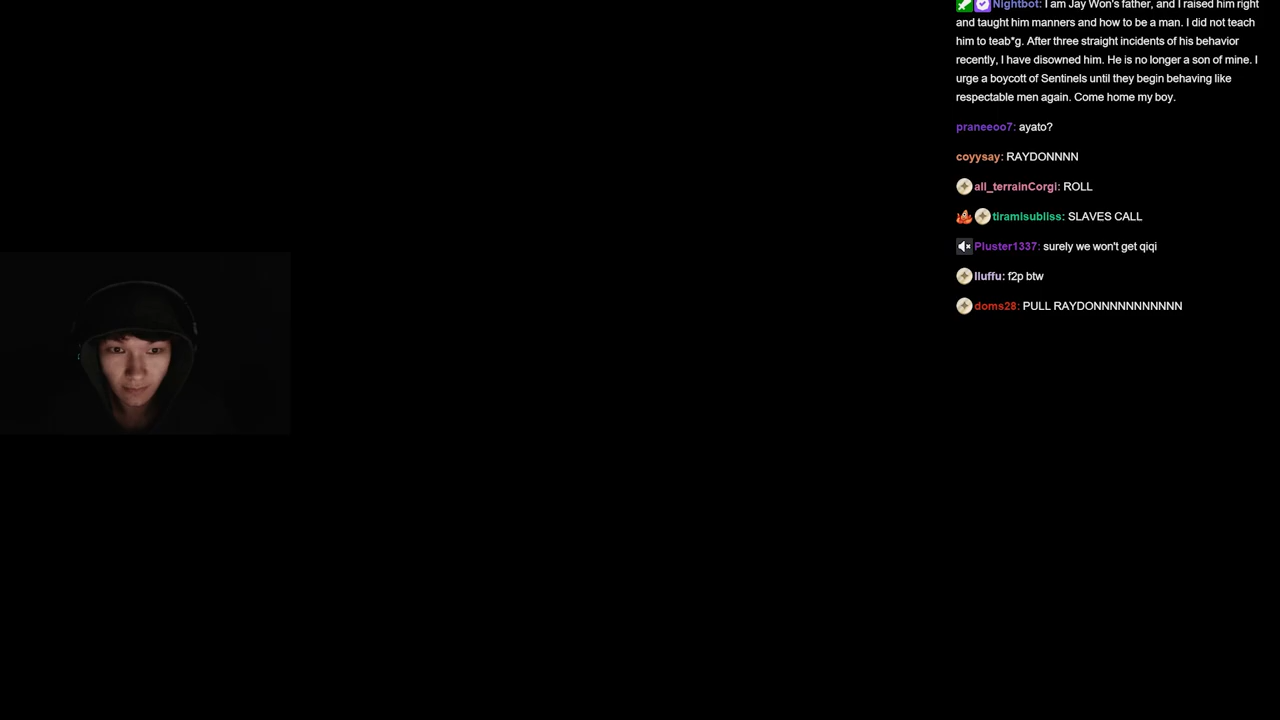 Nightbot: I am Jay Won's father, and I raised him right
and taught him manners and how to be a man. I did not teach
him to teab*g. After three straight incidents of his behavior
recently, I have disowned him. He is no longer a son of mine. I
urge a boycott of Sentinels until they begin behaving like
respectable men again. Come home my boy.
praneeoo7: ayato?
coyysay: RAYDONNNN
all_terrainCorgi: ROLL
tiramisubliss: SLAVES CALL
Pluster1337: surely we won't get qiqi
lluffu: f2p btw
doms28: PULL RAYDONNNNNNNNNNN